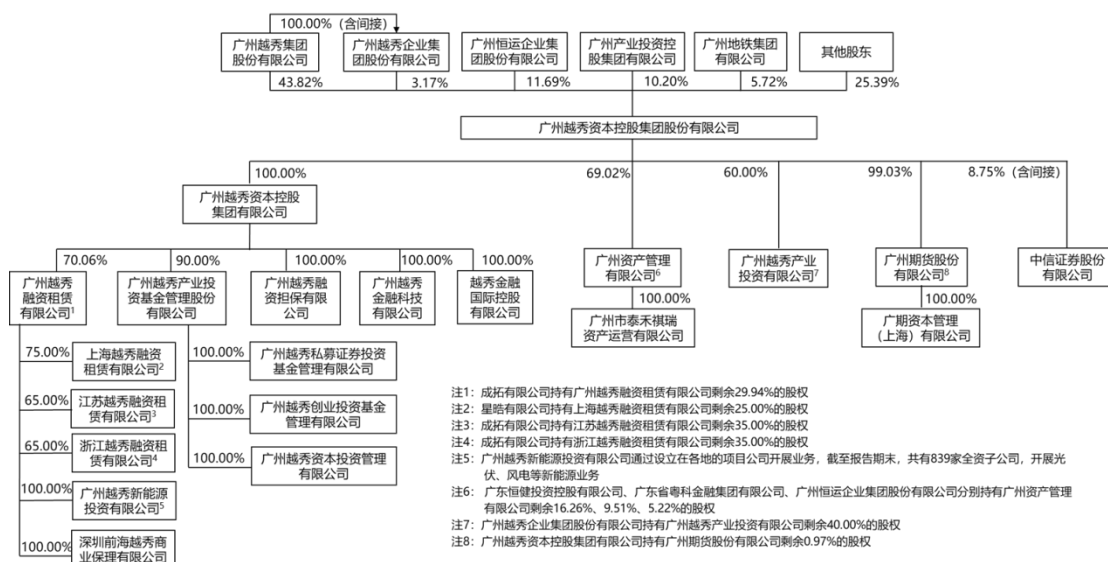 100.00% (含间接)
广州越秀集团
股份有限公司
广州越秀企业集
团股份有限公司
广州恒运企业集
团股份有限公司
广州产业投资控
股集团有限公司
广州地铁集团
有限公司
其他股东
43.82%
3.17%
11.69%
10.20%
5.72%
25.39%
广州越秀资本控股集团股份有限公司
100.00%
69.02%
60.00%
99.03%
8.75% (含间接)
广州越秀资本控股
集团有限公司
广州资产管理
有限公司6
广州越秀产业
投资有限公司7
广州期货股份
有限公司8
中信证券股份
有限公司
70.06%
90.00%
100.00%
100.00%
100.00%
广州越秀
融资租赁
有限公司1
广州越秀产业投
资基金管理股份
有限公司
广州越秀融
资担保有限
公司
广州越秀
金融科技
有限公司
越秀金融
国际控股
有限公司
100.00%
广州市泰禾祺瑞
资产运营有限公司
100.00%
广期资本管理
(上海) 有限公司
75.00%
上海越秀融资
租赁有限公司2
65.00%
江苏越秀融资租
赁有限公司3
65.00%
浙江越秀融资租
赁有限公司4
100.00%
广州越秀新能源
投资有限公司5
100.00%
深圳前海越秀商
业保理有限公司
100.00%
广州越秀私募证券投资
基金管理有限公司
100.00%
广州越秀创业投资基金
管理有限公司
100.00%
广州越秀资本投资管理
有限公司
注1：成拓有限公司持有广州越秀融资租赁有限公司剩余29.94%的股权
注2：星皓有限公司持有上海越秀融资租赁有限公司剩余25.00%的股权
注3：成拓有限公司持有江苏越秀融资租赁有限公司剩余35.00%的股权
注4：成拓有限公司持有浙江越秀融资租赁有限公司剩余35.00%的股权
注5：广州越秀新能源投资有限公司通过设立在各地的项目公司开展业务，截至报告期末，共有839家全资子公司，开展光
伏、风电等新能源业务
注6：广东恒健投资控股有限公司、广东省粤科金融集团有限公司、广州恒运企业集团股份有限公司分别持有广州资产管理
有限公司剩余16.26%、9.51%、5.22%的股权
注7：广州越秀企业集团股份有限公司持有广州越秀产业投资有限公司剩余40.00%的股权
注8：广州越秀资本控股集团有限公司持有广州期货股份有限公司剩余0.97%的股权